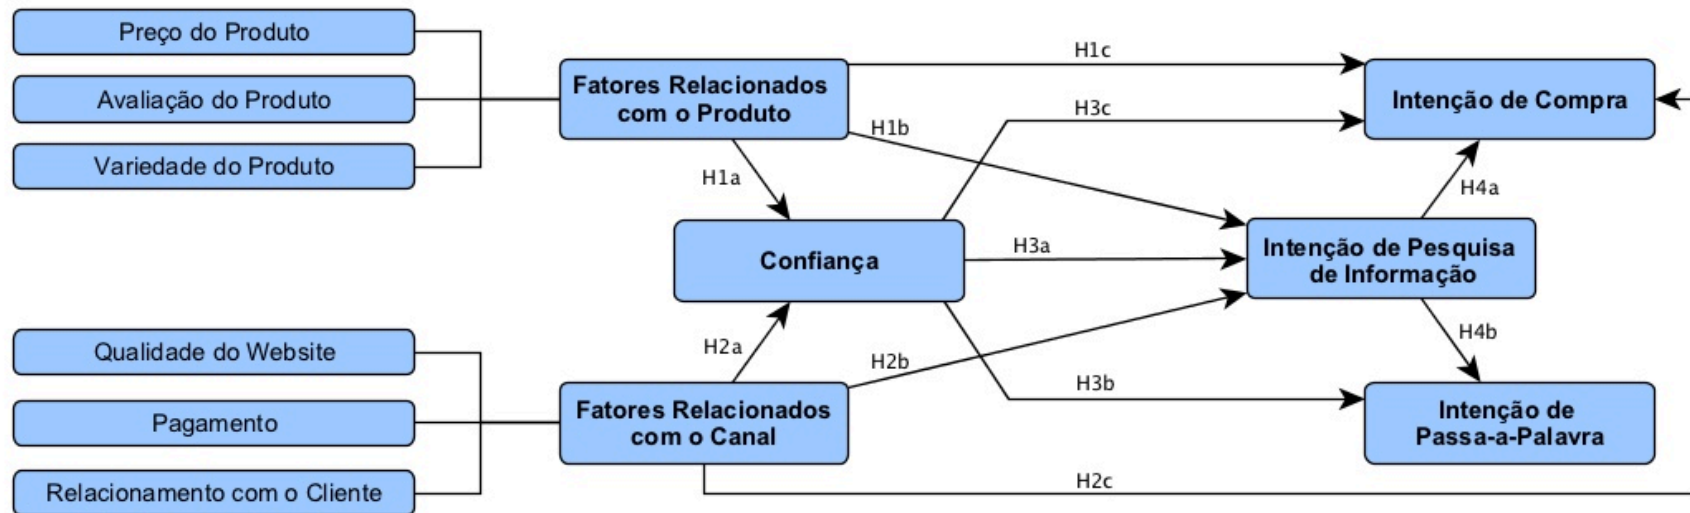 Preço do Produto
Avaliação do Produto
Variedade do Produto
Qualidade do Website
Pagamento
Relacionamento com o Cliente
Fatores Relacionados
com o Produto
H1a
Confiança
H2a
Fatores Relacionados
com o Canal
H1c
H3c
H1b
H3a
H2b
H3b
H2c
Intenção de Compra
H4a
Intenção de Pesquisa
de Informação
H4b
Intenção de
Passa-a-Palavra